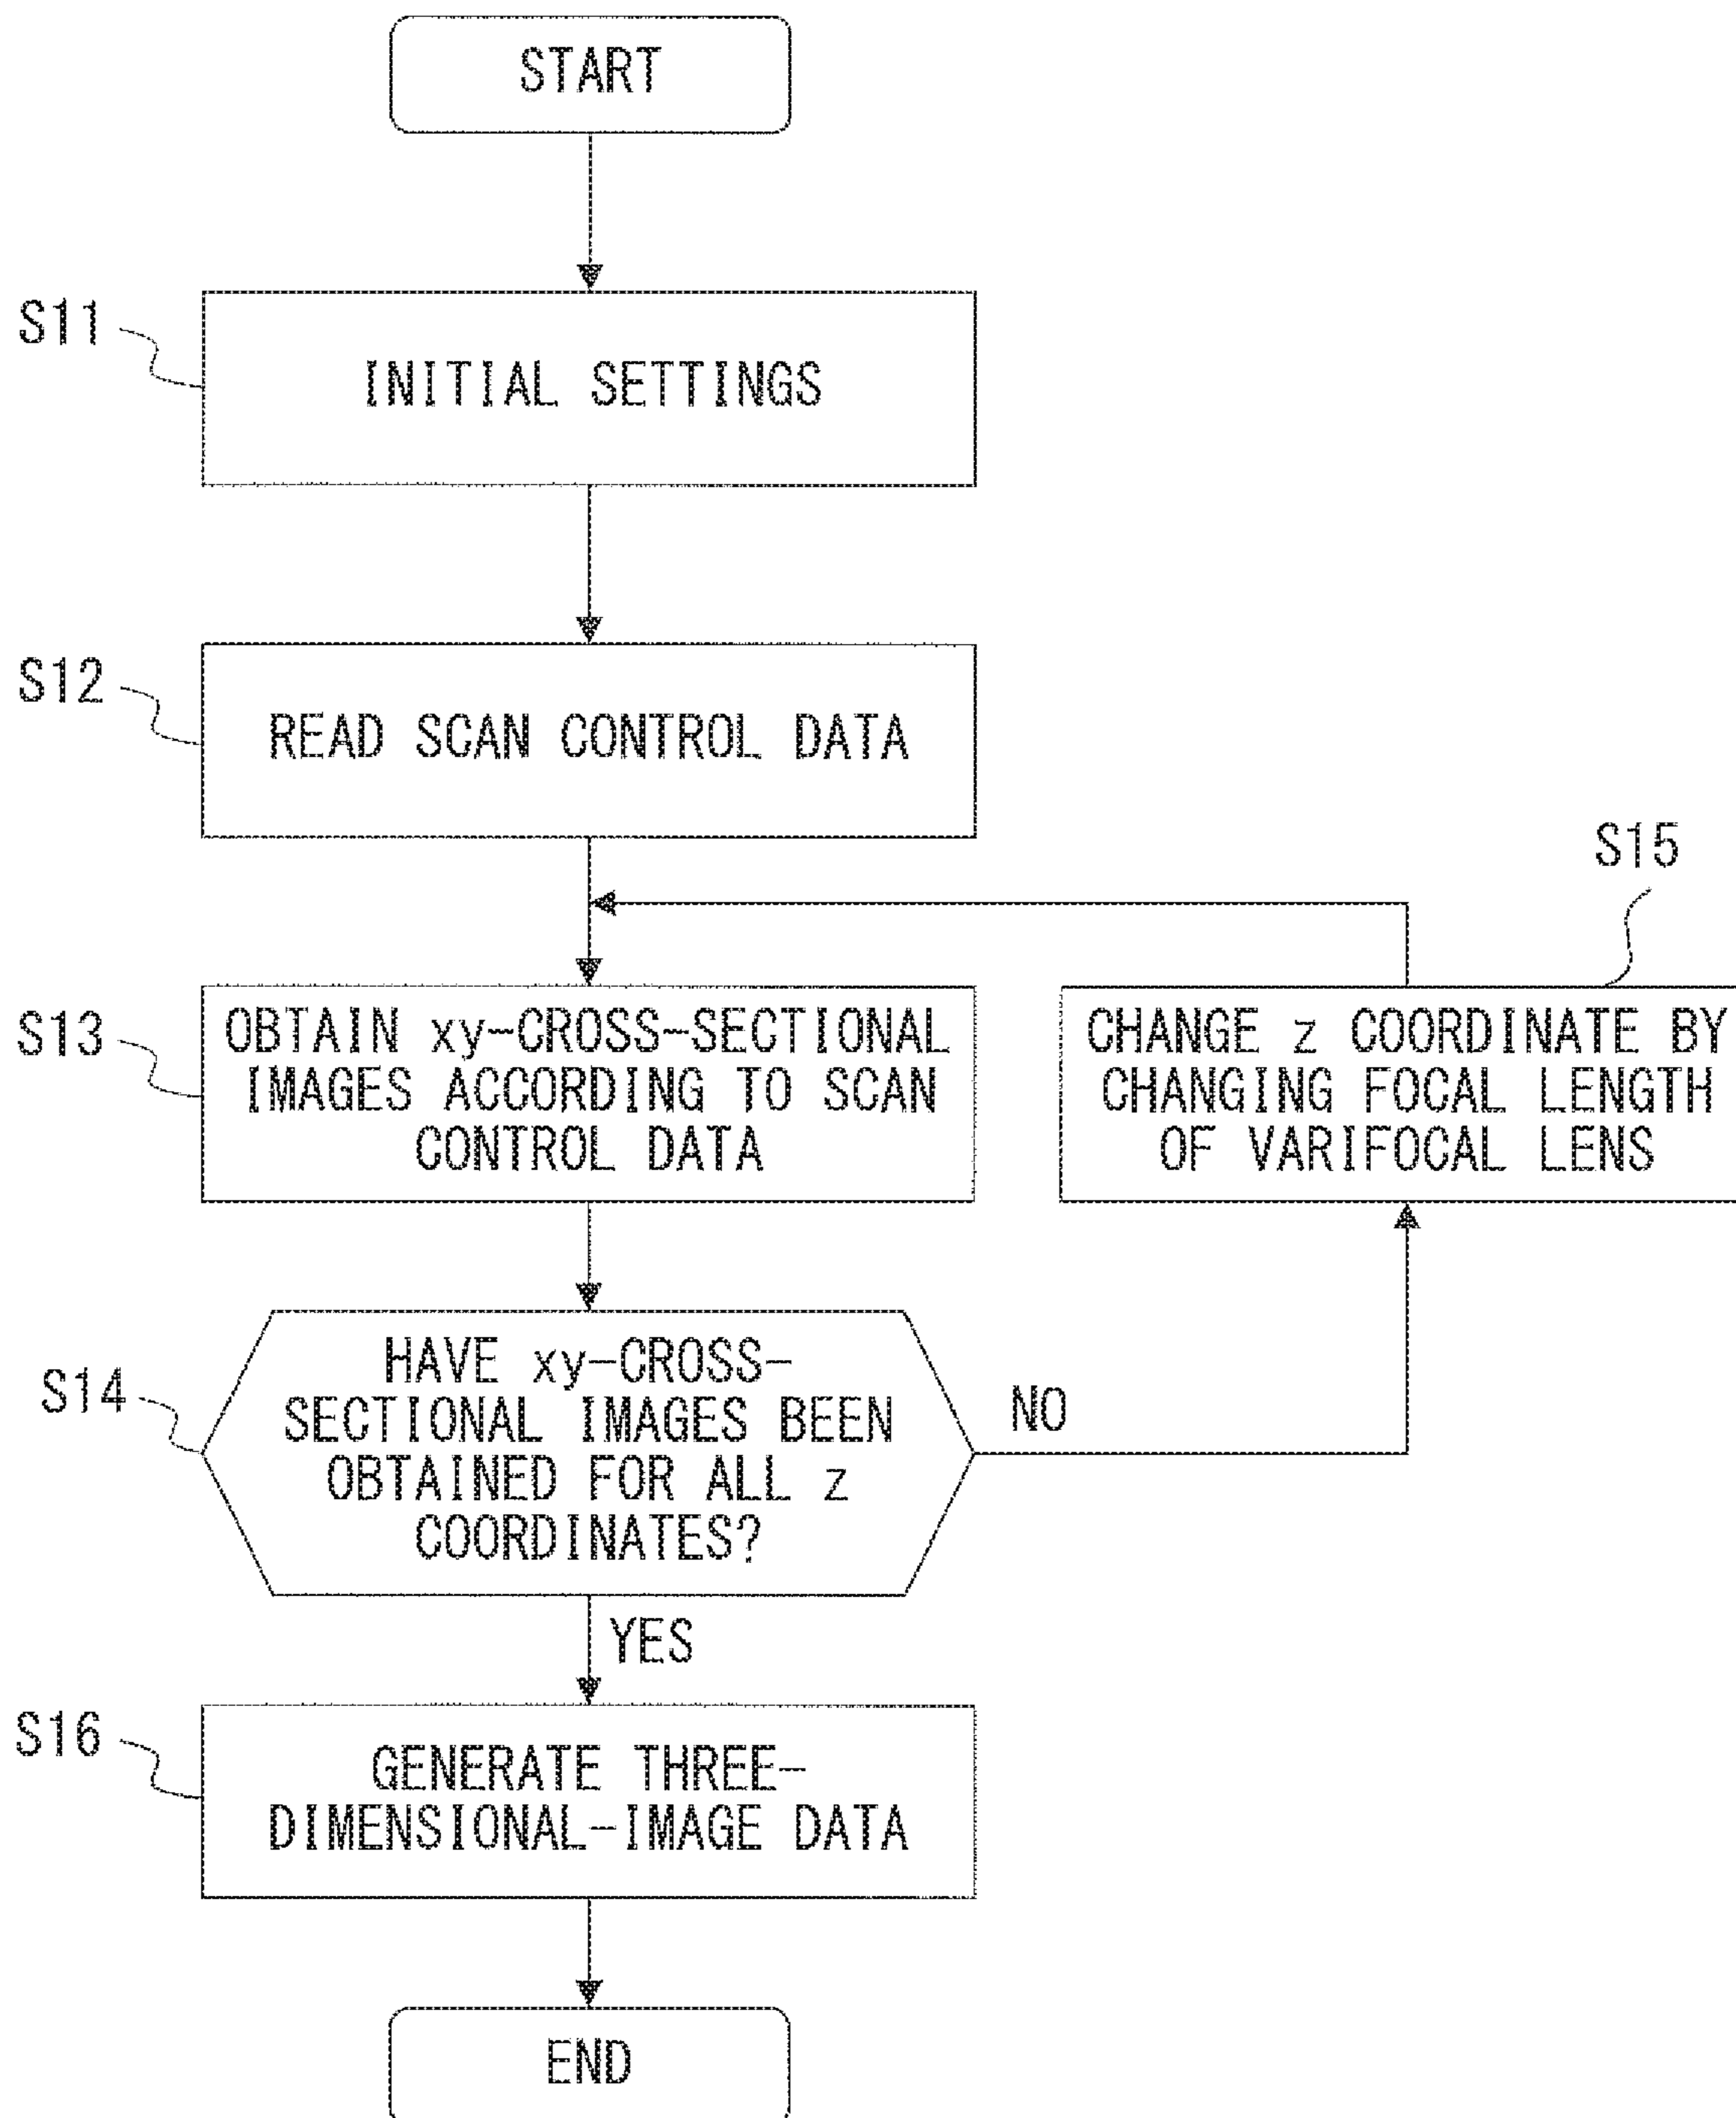 START
S11
INITIAL SETTINGS
S12
READ SCAN CONTROL DATA
S15
S13
OBTAIN xy-CROSS-SECTIONAL
IMAGES ACCORDING TO SCAN
CONTROL DATA
CHANGE z COORDINATE BY
CHANGING FOCAL LENGTH
OF VARIFOCAL LENS
S14
HAVE xy-CROSS-
SECTIONAL IMAGES BEEN
OBTAINED FOR ALL z
COORDINATES?
NO
YES
S16
GENERATE THREE-
DIMENSIONAL-IMAGE DATA
END